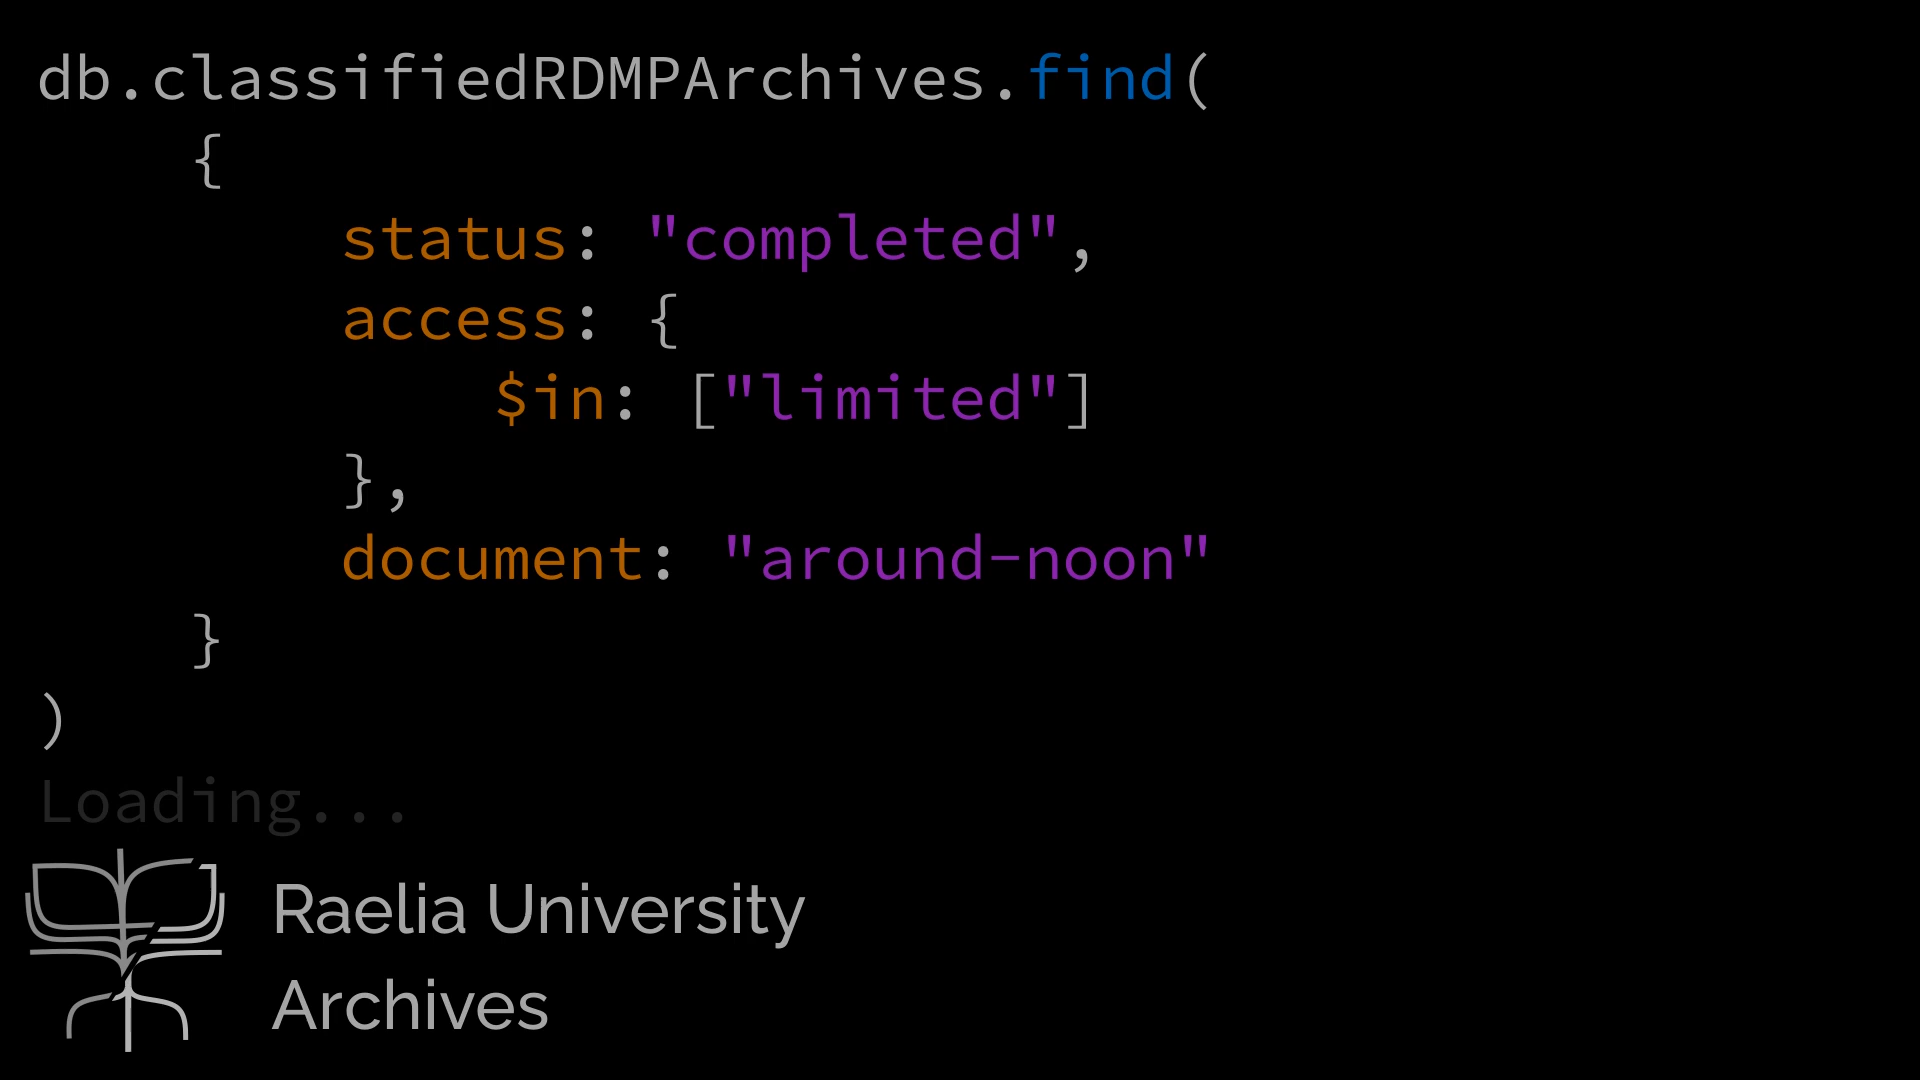 db.classifiedRDMPArchives.find(
    {
        status: "completed",
        access: {
            $in: ["limited"]
        },
        document: "around-noon"
    }
)
Loading...
Raelia University
Archives